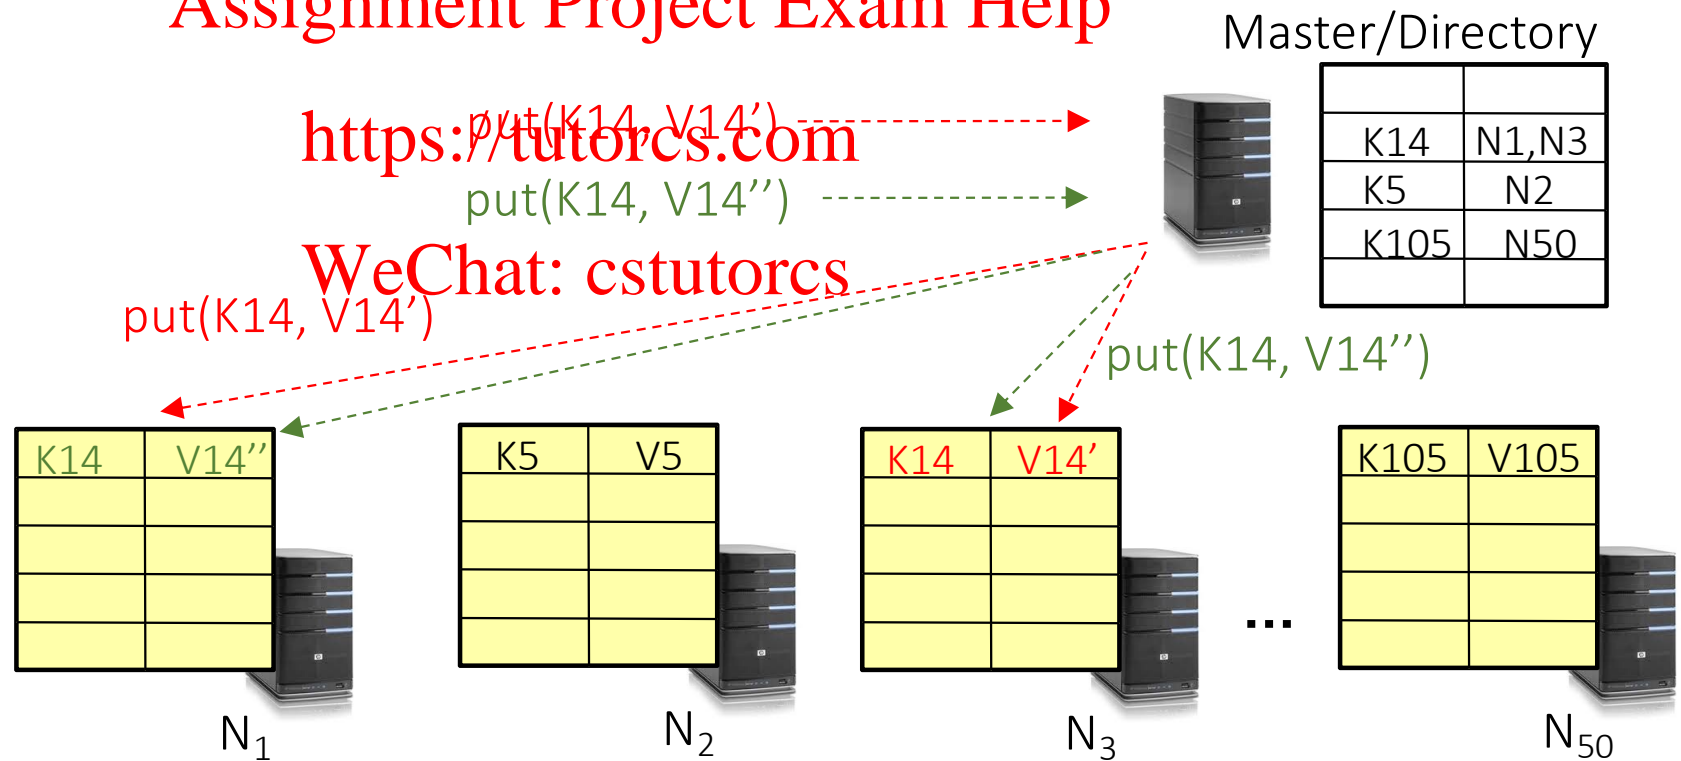 Assignment Project Exam Help
Master/Directory
put(K14, V14')
https://tutorcs.com
K14 N1,N3
put(K14, V14'')
K5 N2
K105 N50
WeChat: cstutorcs
put(K14, V14')
put(K14, V14'')
K14 V14''
K5 V5
K14 V14'
K105 V105
...
N1
N2
N3
N50